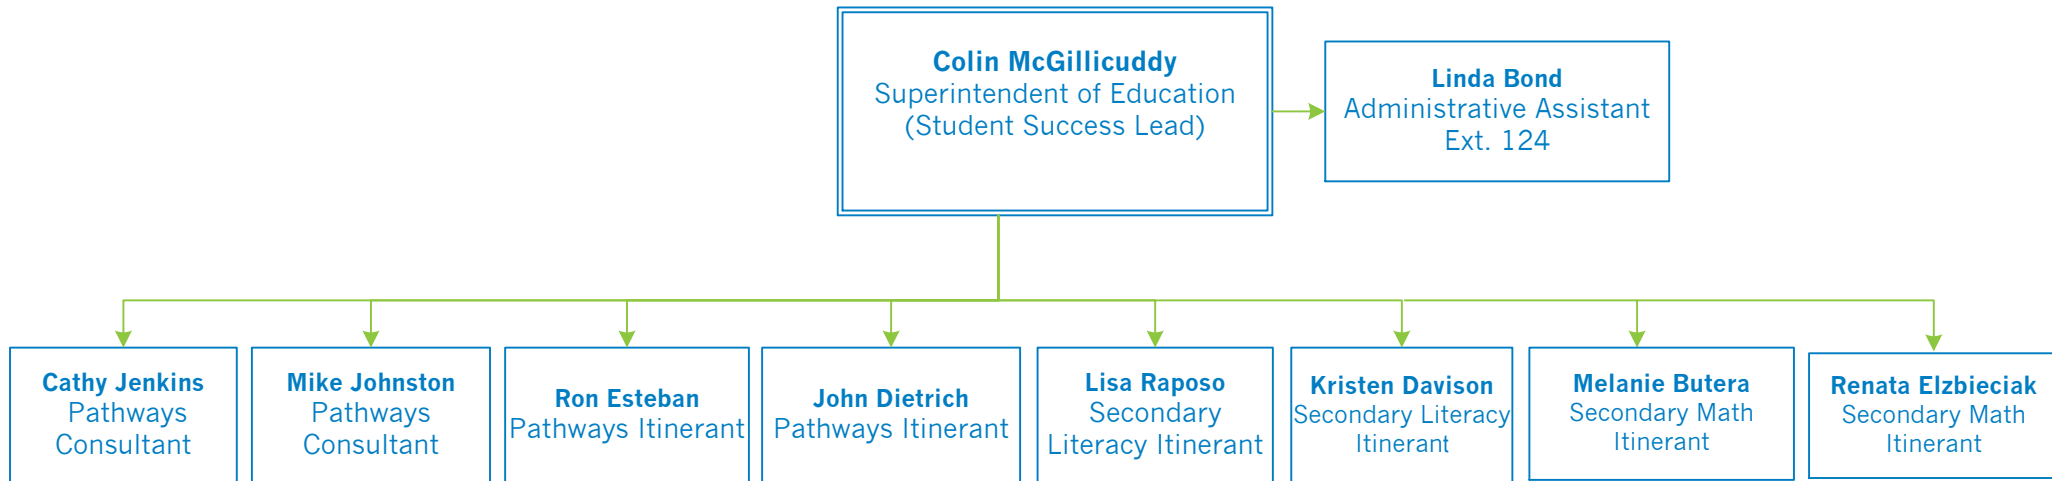 Colin McGillicuddy
Superintendent of Education
(Student Success Lead)
Linda Bond
Administrative Assistant
Ext. 124
Cathy Jenkins
Pathways
Consultant
Mike Johnston
Pathways
Consultant
Ron Esteban
Pathways Itinerant
John Dietrich
Pathways Itinerant
Lisa Raposo
Secondary
Literacy Itinerant
Kristen Davison
Secondary Literacy
Itinerant
Melanie Butera
Secondary Math
Itinerant
Renata Elzbieciak
Secondary Math
Itinerant